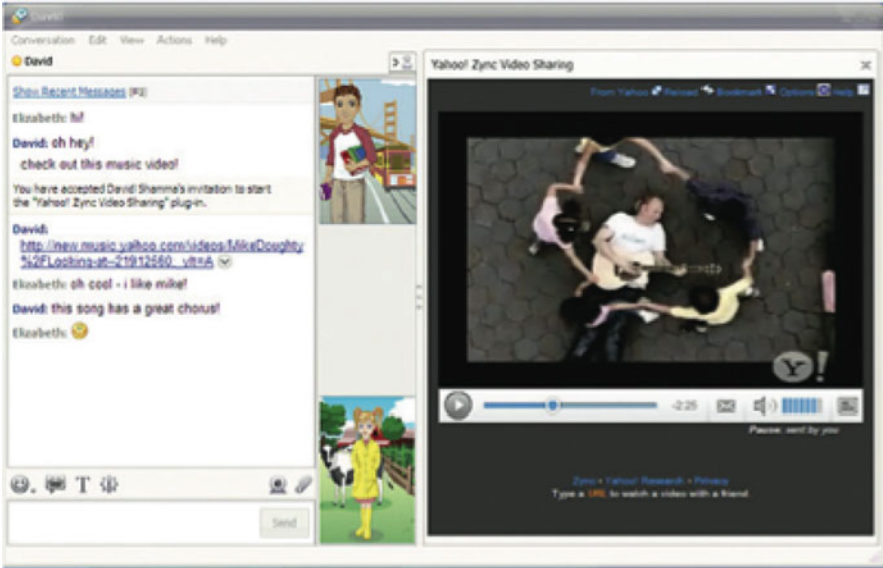 David
Conversation Edit View Actions Help
David
Show Recent Messages (F3)
Elizabeth: hi!
David: oh hey!
check out this music video!
You have accepted David Shamma's invitation to start
the "Yahoo! Zync Video Sharing" plug-in.
David:
http://new.music.yahoo.com/videos/MikeDoughty
Elizabeth: oh cool - i like mike!
David: this song has a great chorus!
Elizabeth:
T
Send
Yahoo! Zync Video Sharing
From Yahoo Reload Bookmark Options Help
Y!
-2:25
Pause: sent by you
Zync • Yahoo! Research • Privacy
Type a URL to watch a video with a friend.